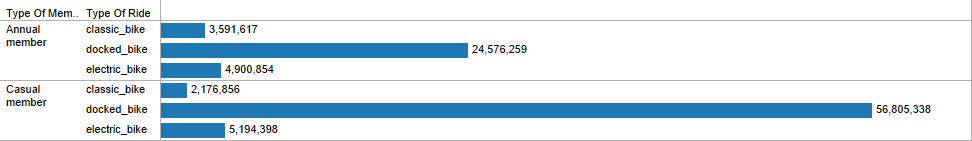 Type Of Mem.. Type Of Ride
Annual member classic_bike 3,591,617
docked_bike 24,576,259
electric_bike 4,900,854
Casual member classic_bike 2,176,856
docked_bike 56,805,338
electric_bike 5,194,398